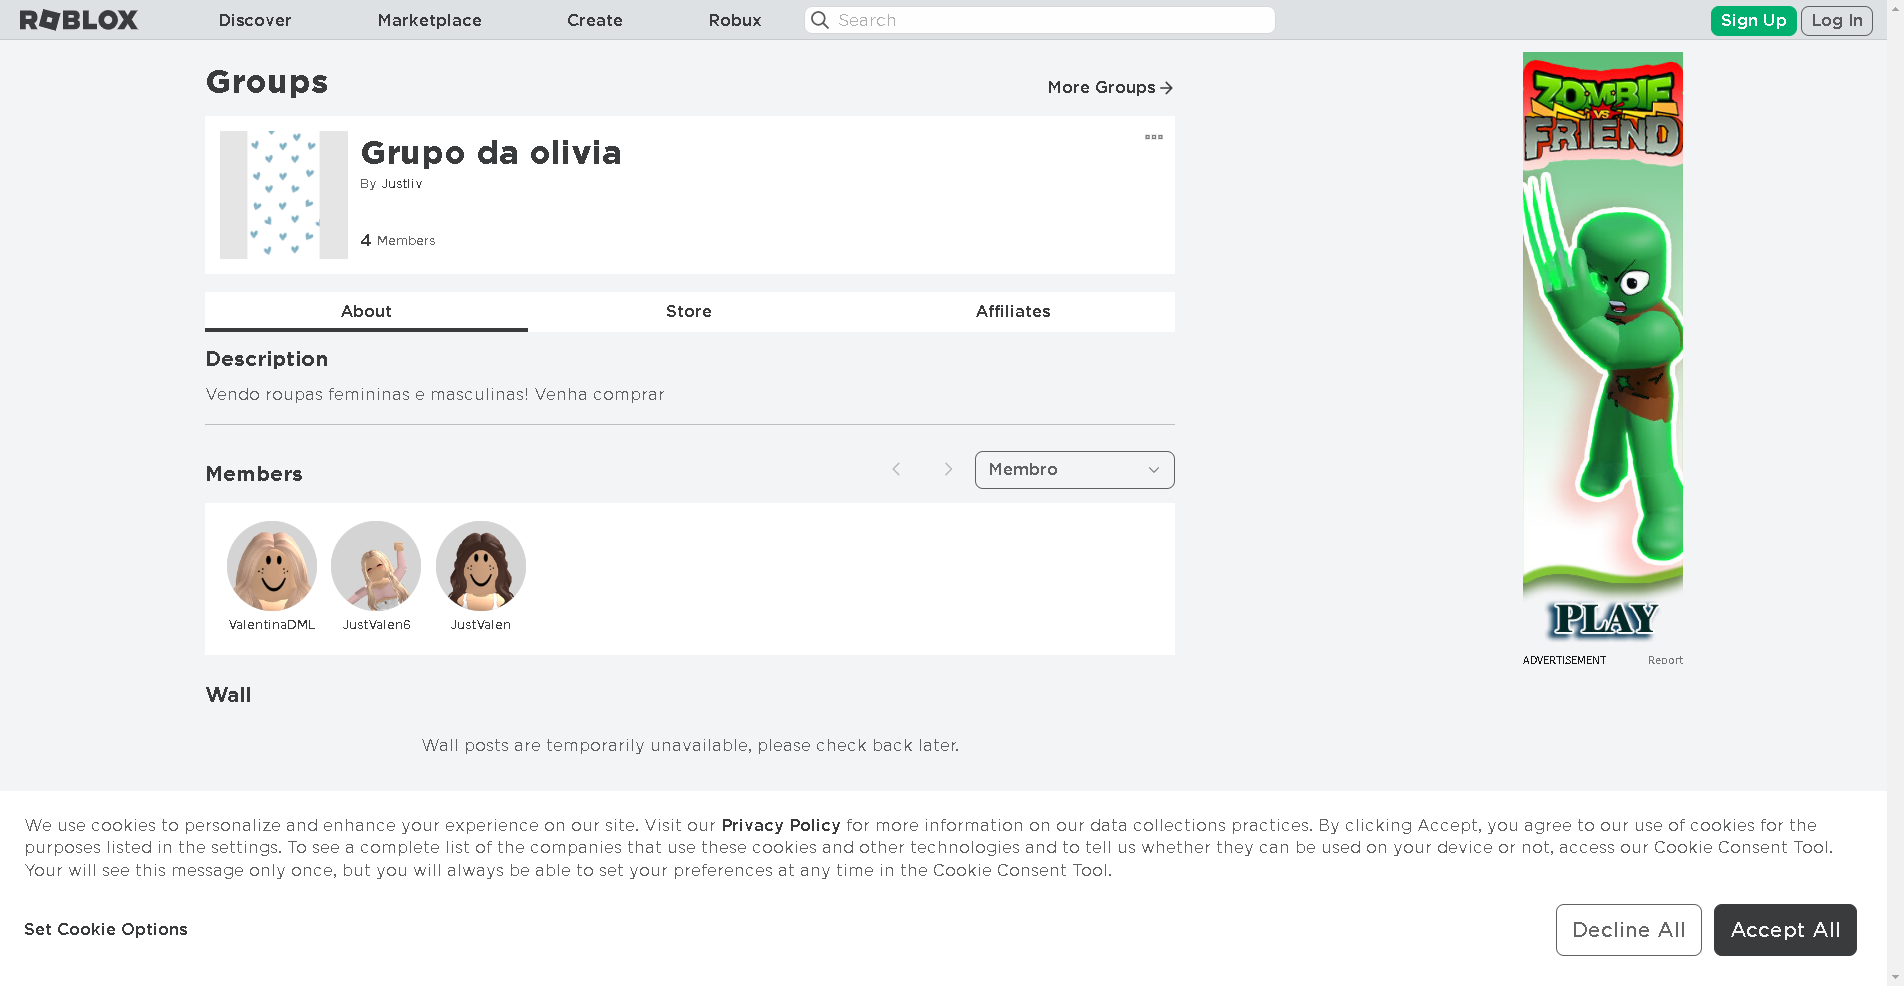 ROBLOX Discover Marketplace Create Robux Search Sign Up Log In
Groups
More Groups
Grupo da olivia
By Justliv
4 Members
About Store Affiliates
Description
Vendo roupas femininas e masculinas! Venha comprar
Members
Membro
ValentinaDML JustValen6 JustValen
Wall
Wall posts are temporarily unavailable, please check back later.
ZOMBIE
VS
FRIEND
PLAY
ADVERTISEMENT Report
We use cookies to personalize and enhance your experience on our site. Visit our Privacy Policy for more information on our data collections practices. By clicking Accept, you agree to our use of cookies for the
purposes listed in the settings. To see a complete list of the companies that use these cookies and other technologies and to tell us whether they can be used on your device or not, access our Cookie Consent Tool.
Your will see this message only once, but you will always be able to set your preferences at any time in the Cookie Consent Tool.
Set Cookie Options
Decline All Accept All